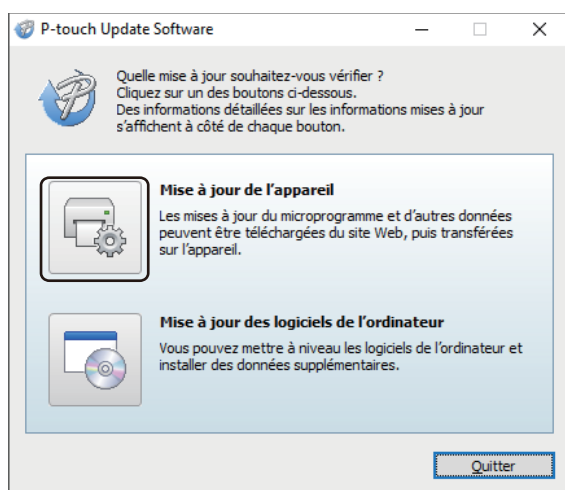 P-touch Update Software
Quelle mise à jour souhaitez-vous vérifier ?
Cliquez sur un des boutons ci-dessous.
Des informations détaillées sur les informations mises à jour
s'affichent à côté de chaque bouton.
Mise à jour de l'appareil
Les mises à jour du microprogramme et d'autres données
peuvent être téléchargées du site Web, puis transférées
sur l'appareil.
Mise à jour des logiciels de l'ordinateur
Vous pouvez mettre à niveau les logiciels de l'ordinateur et
installer des données supplémentaires.
Quitter